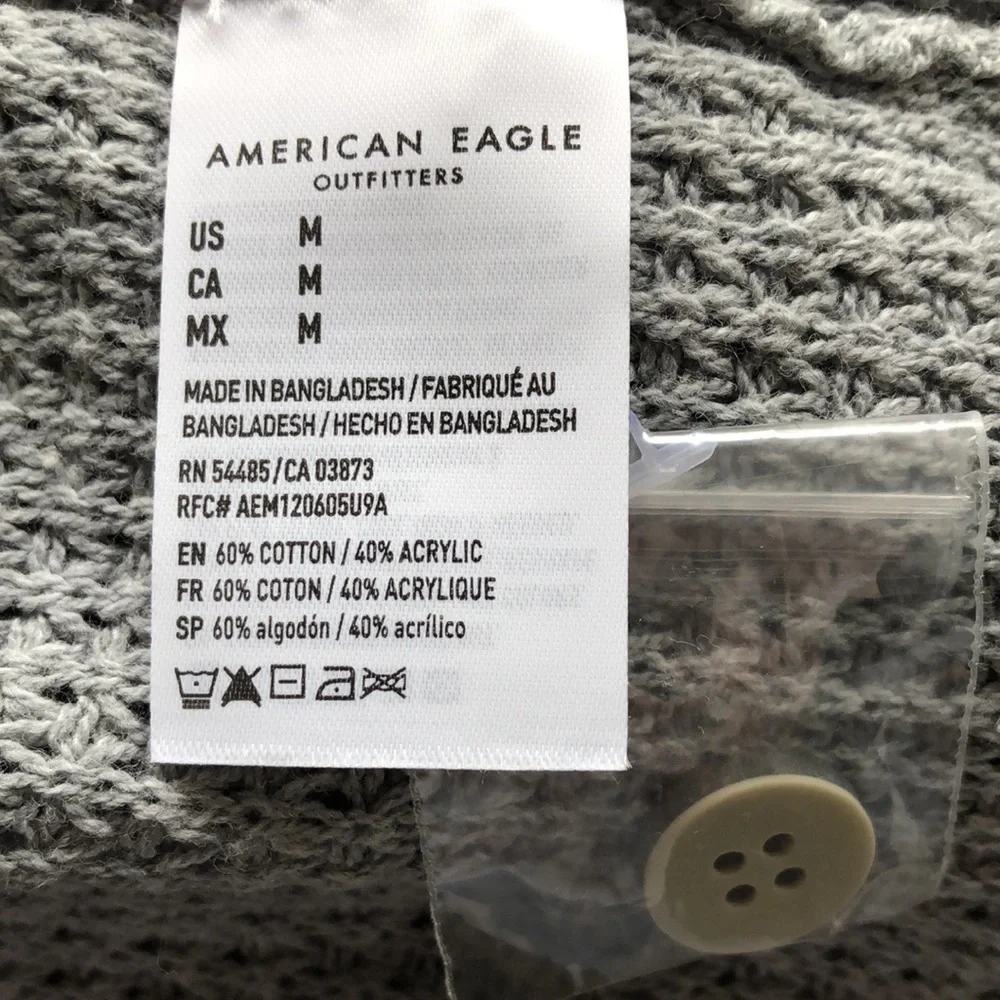 AMERICAN EAGLE
OUTFITTERS
US M
CA M
MX M
MADE IN BANGLADESH / FABRIQUÉ AU
BANGLADESH / HECHO EN BANGLADESH
RN 54485 / CA 03873
RFC# AEM120605U9A
EN 60% COTTON / 40% ACRYLIC
FR 60% COTON / 40% ACRYLIQUE
SP 60% algodón / 40% acrílico